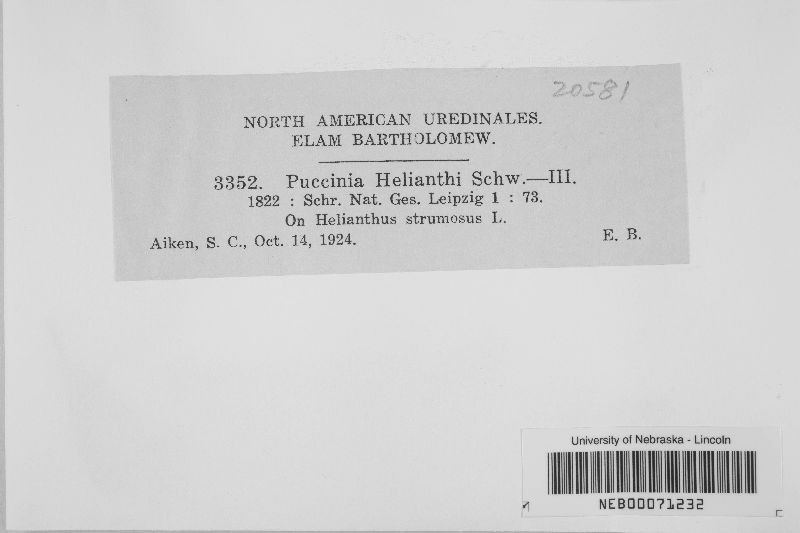 20581
NORTH AMERICAN UREDINALES.
ELAM BARTHOLOMEW.
3352. Puccinia Helianthi Schw.—III.
1822 : Schr. Nat. Ges. Leipzig 1 : 73.
On Helianthus strumosus L.
Aiken, S. C., Oct. 14, 1924. E. B.
University of Nebraska - Lincoln
NEB00071232